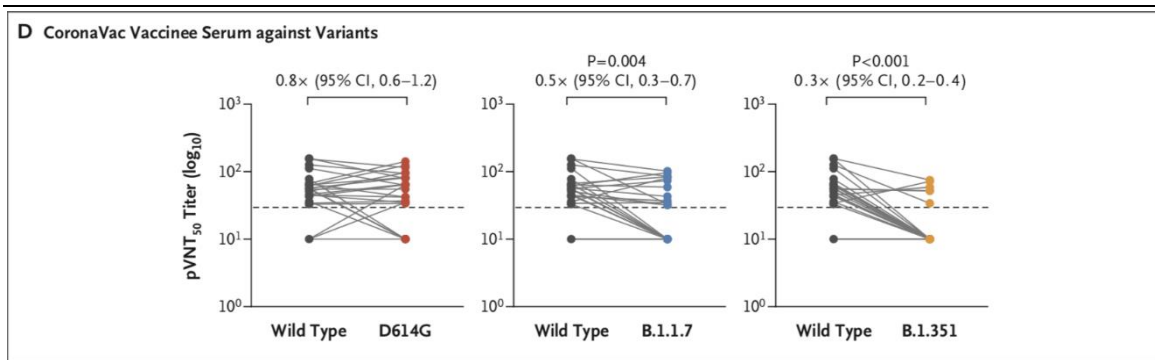 D CoronaVac Vaccinee Serum against Variants
0.8× (95% CI, 0.6–1.2)
P=0.004
0.5× (95% CI, 0.3–0.7)
P<0.001
0.3× (95% CI, 0.2–0.4)
pVNT₅₀ Titer (log₁₀)
10³
10²
10¹
10⁰
Wild Type D614G
10³
10²
10¹
10⁰
Wild Type B.1.1.7
10³
10²
10¹
10⁰
Wild Type B.1.351